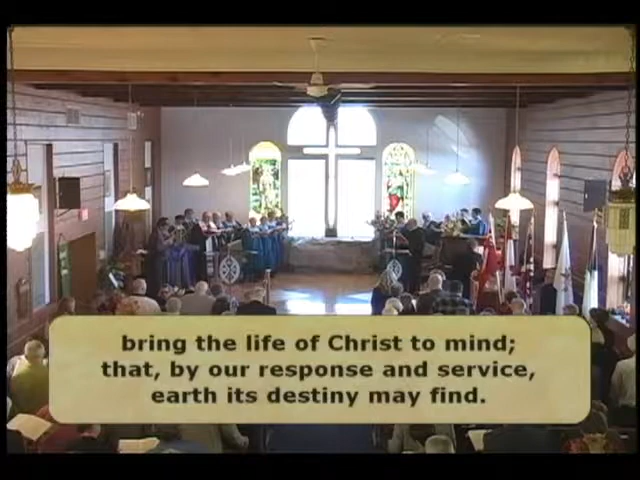 bring the life of Christ to mind;
that, by our response and service,
earth its destiny may find.